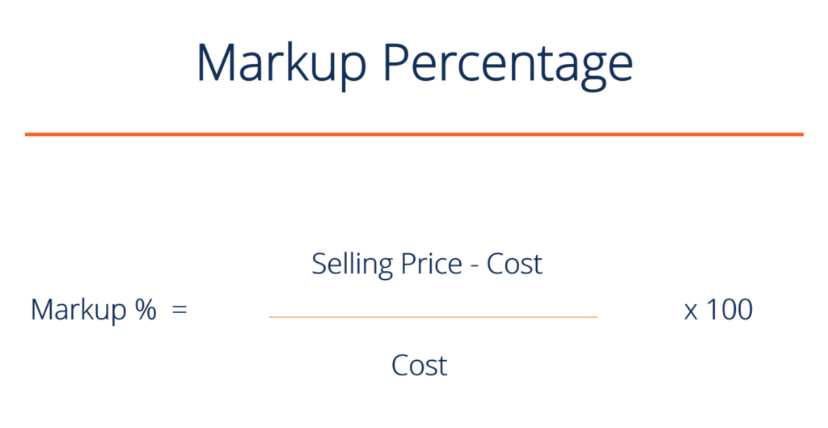 Markup Percentage
Selling Price - Cost
Markup % =
x 100
Cost